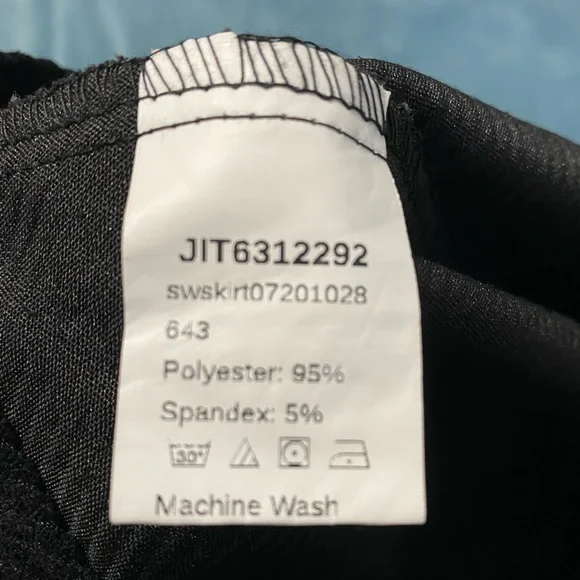 JIT6312292
swskirt07201028
643
Polyester: 95%
Spandex: 5%
30°
Machine Wash